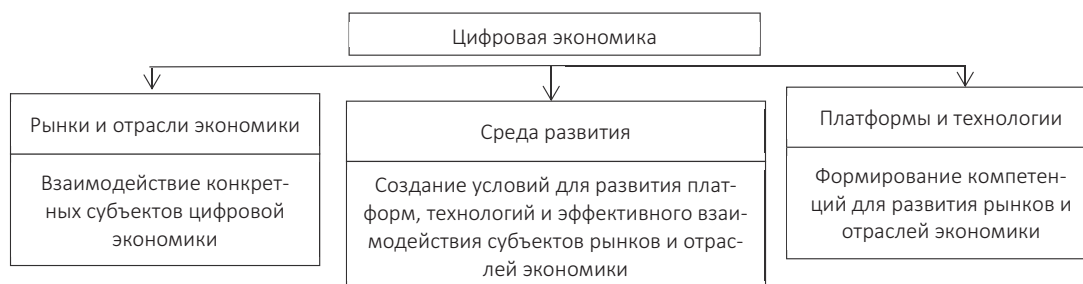 Цифровая экономика
Рынки и отрасли экономики
Взаимодействие конкрет-
ных субъектов цифровой
экономики
Среда развития
Создание условий для развития плат-
форм, технологий и эффективного взаи-
модействия субъектов рынков и отрас-
лей экономики
Платформы и технологии
Формирование компетен-
ций для развития рынков и
отраслей экономики